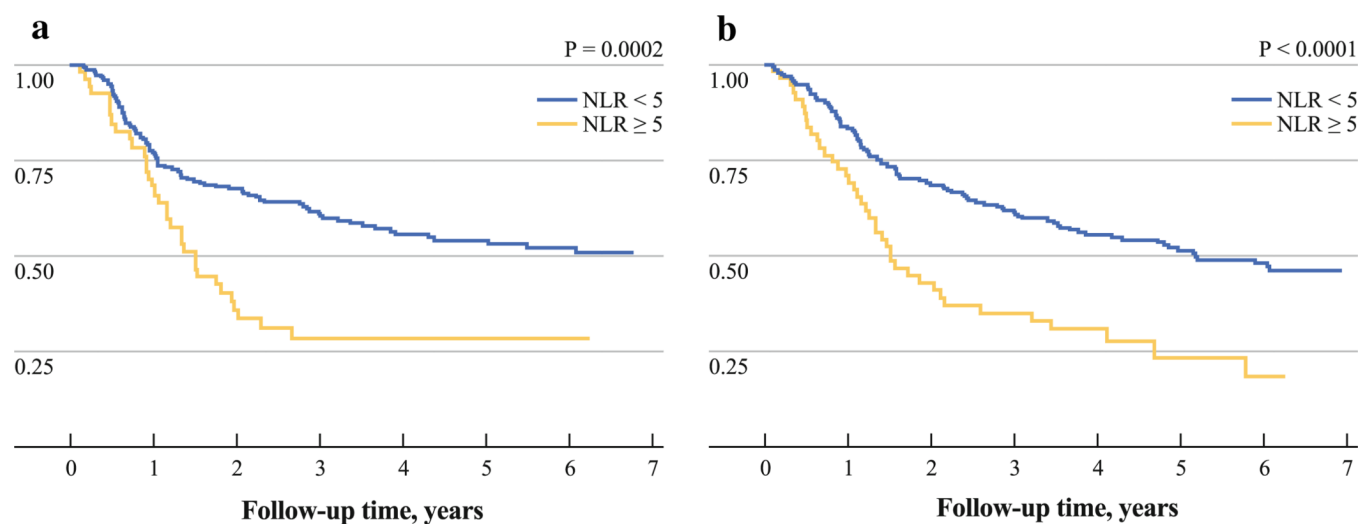 a
P = 0.0002
1.00
NLR < 5
NLR ≥ 5
0.75
0.50
0.25
0 1 2 3 4 5 6 7
Follow-up time, years
b
P < 0.0001
1.00
NLR < 5
NLR ≥ 5
0.75
0.50
0.25
0 1 2 3 4 5 6 7
Follow-up time, years